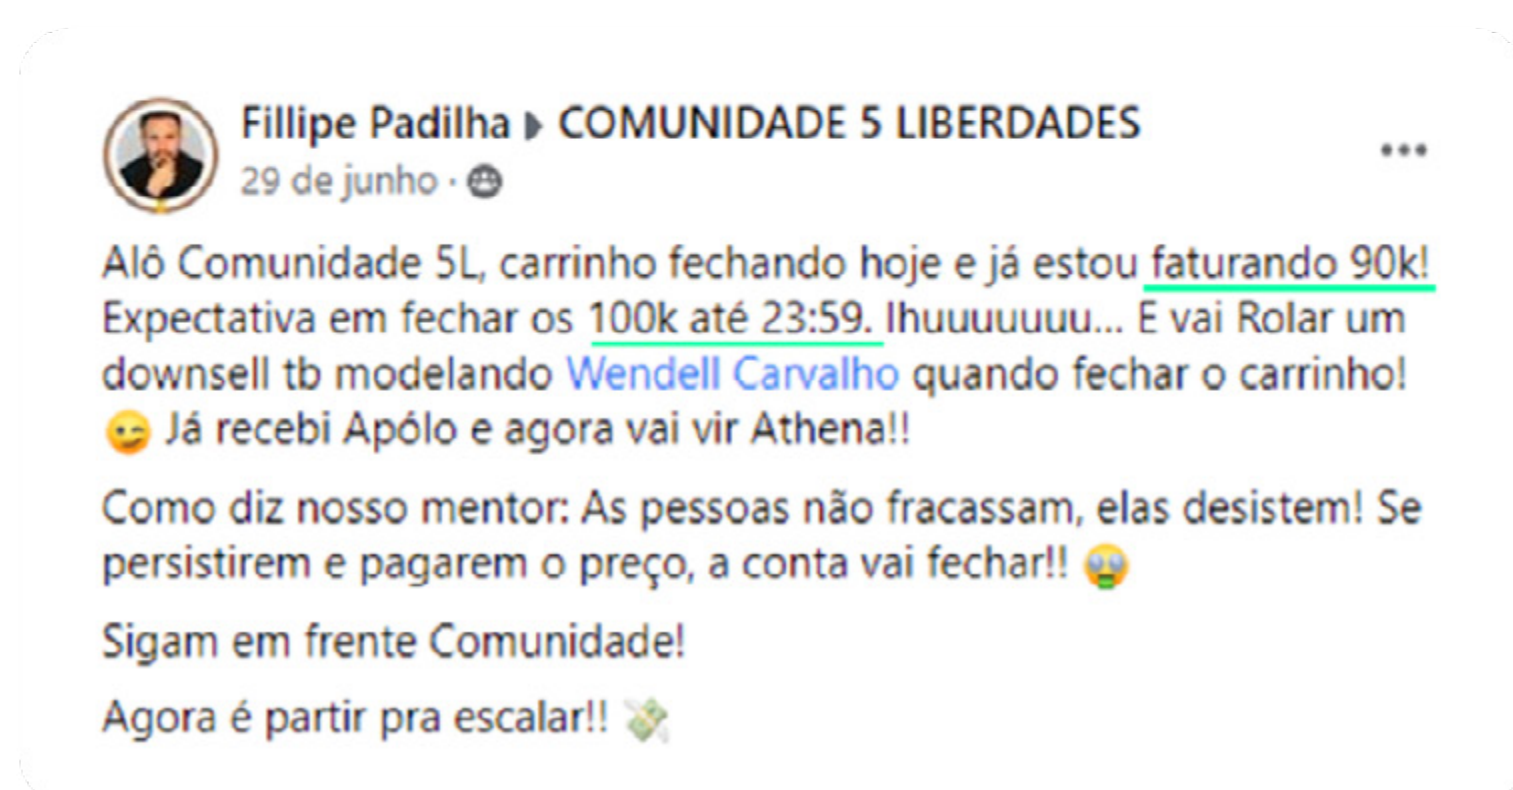 Fillipe Padilha ▸ COMUNIDADE 5 LIBERDADES
29 de junho ·
Alô Comunidade 5L, carrinho fechando hoje e já estou faturando 90k!
Expectativa em fechar os 100k até 23:59. Ihuuuuuuu... E vai Rolar um
downsell tb modelando Wendell Carvalho quando fechar o carrinho!
😉 Já recebi Apólo e agora vai vir Athena!!
Como diz nosso mentor: As pessoas não fracassam, elas desistem! Se
persistirem e pagarem o preço, a conta vai fechar!! 🤑
Sigam em frente Comunidade!
Agora é partir pra escalar!! 💸